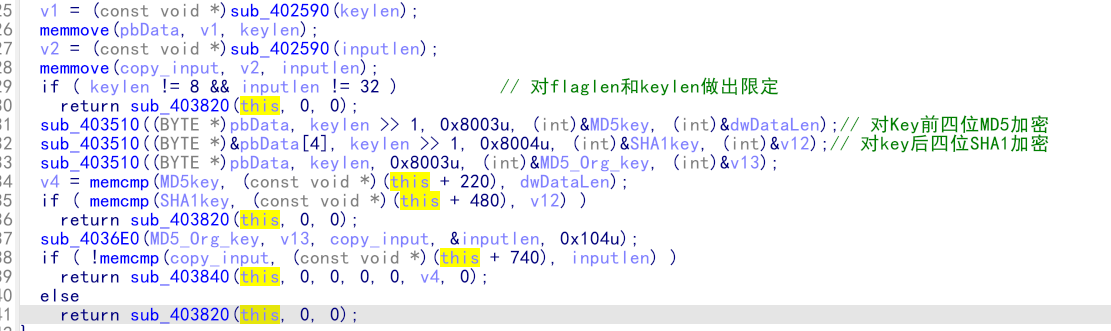 25 v1 = (const void *)sub_402590(keylen);
26 memmove(pbData, v1, keylen);
27 v2 = (const void *)sub_402590(inputlen);
28 memmove(copy_input, v2, inputlen);
29 if ( keylen != 8 && inputlen != 32 ) // 对flaglen和keylen做出限定
30 return sub_403820(this, 0, 0);
31 sub_403510((BYTE *)pbData, keylen >> 1, 0x8003u, (int)&MD5key, (int)&dwDataLen);// 对Key前四位MD5加密
32 sub_403510((BYTE *)&pbData[4], keylen >> 1, 0x8004u, (int)&SHA1key, (int)&v12);// 对key后四位SHA1加密
33 sub_403510((BYTE *)pbData, keylen, 0x8003u, (int)&MD5_Org_key, (int)&v13);
34 v4 = memcmp(MD5key, (const void *)(this + 220), dwDataLen);
35 if ( memcmp(SHA1key, (const void *)(this + 480), v12) )
36 return sub_403820(this, 0, 0);
37 sub_4036E0(MD5_Org_key, v13, copy_input, &inputlen, 0x104u);
38 if ( !memcmp(copy_input, (const void *)(this + 740), inputlen) )
39 return sub_403840(this, 0, 0, 0, 0, v4, 0);
40 else
41 return sub_403820(this, 0, 0);